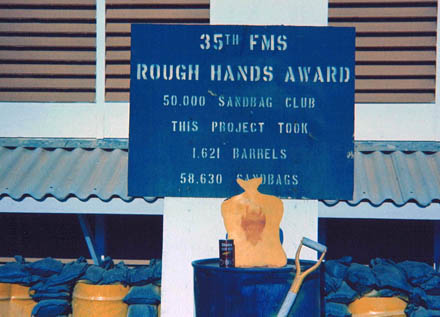 35TH FMS
ROUGH HANDS AWARD
50.000 SANDBAG CLUB
THIS PROJECT TOOK
1.621 BARRELS
58.630 SANDBAGS